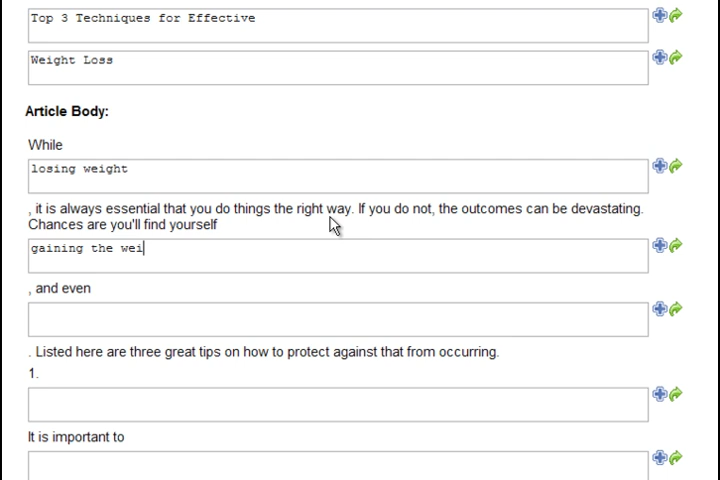 Top 3 Techniques for Effective
Weight Loss
Article Body:
While
losing weight
, it is always essential that you do things the right way. If you do not, the outcomes can be devastating.
Chances are you'll find yourself
gaining the wei
, and even
. Listed here are three great tips on how to protect against that from occurring.
1.
It is important to